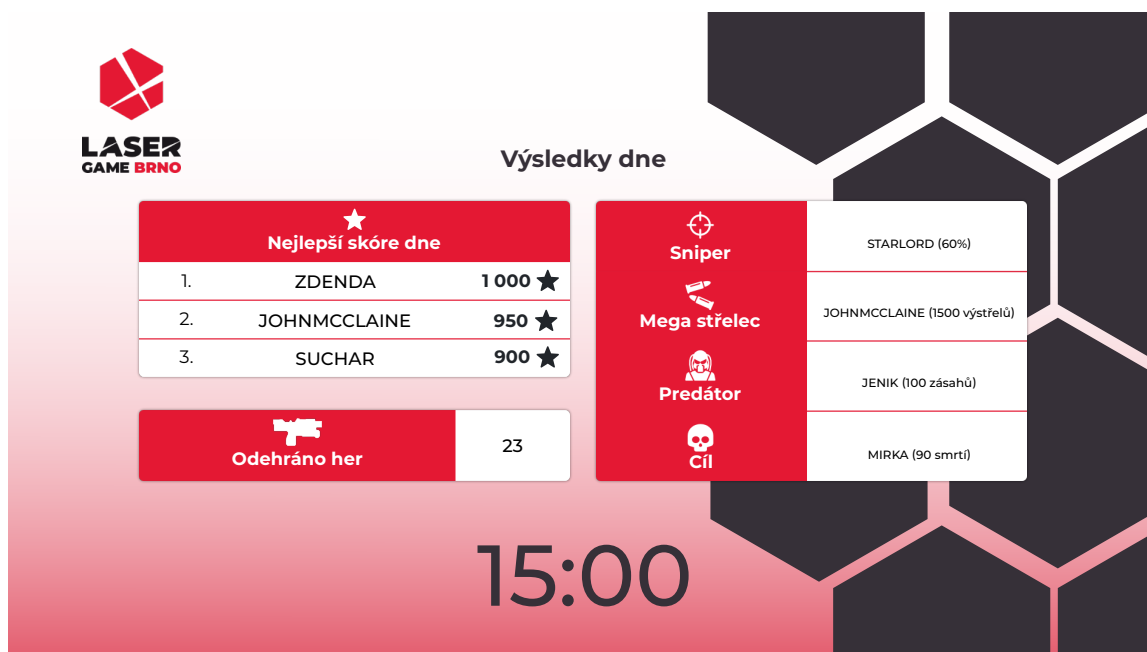 LASER
GAME BRNO
Výsledky dne
Nejlepší skóre dne
1. ZDENDA 1 000
2. JOHNMCCLAINE 950
3. SUCHAR 900
Odehráno her 23
Sniper STARLORD (60%)
Mega střelec JOHNMCCLAINE (1500 výstřelů)
Predátor JENIK (100 zásahů)
Cíl MIRKA (90 smrtí)
15:00